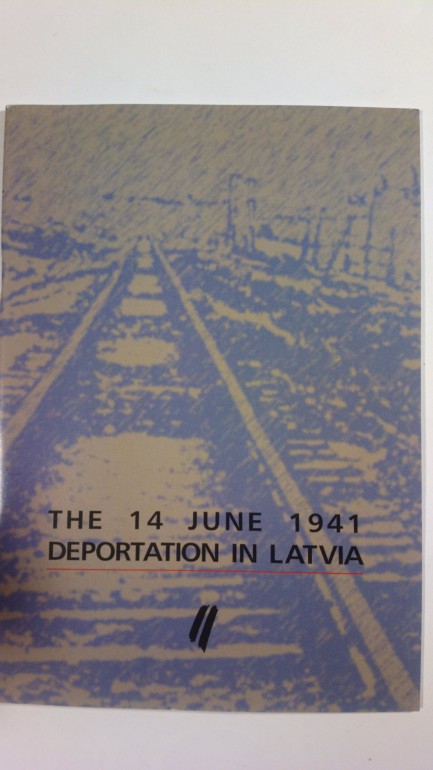 THE 14 JUNE 1941
DEPORTATION IN LATVIA